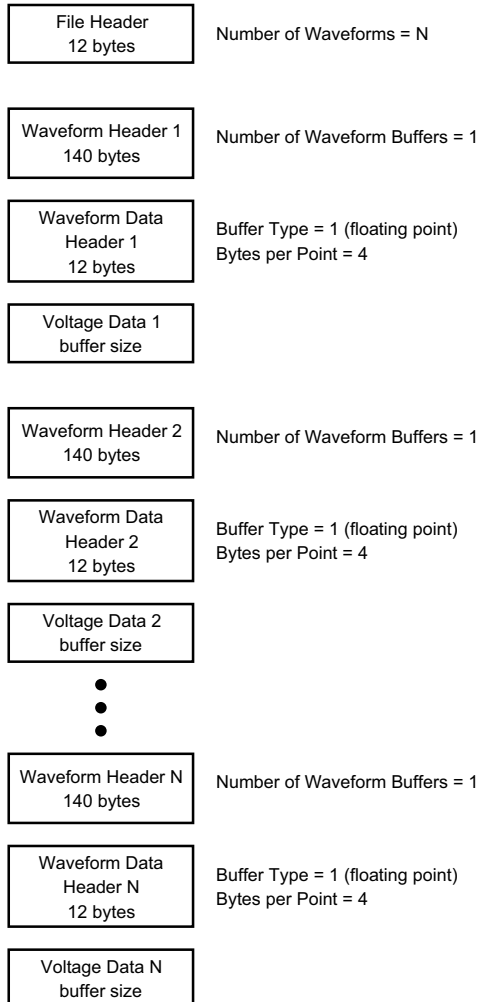 File Header
12 bytes
Number of Waveforms = N
Waveform Header 1
140 bytes
Number of Waveform Buffers = 1
Waveform Data
Header 1
12 bytes
Buffer Type = 1 (floating point)
Bytes per Point = 4
Voltage Data 1
buffer size
Waveform Header 2
140 bytes
Number of Waveform Buffers = 1
Waveform Data
Header 2
12 bytes
Buffer Type = 1 (floating point)
Bytes per Point = 4
Voltage Data 2
buffer size
Waveform Header N
140 bytes
Number of Waveform Buffers = 1
Waveform Data
Header N
12 bytes
Buffer Type = 1 (floating point)
Bytes per Point = 4
Voltage Data N
buffer size